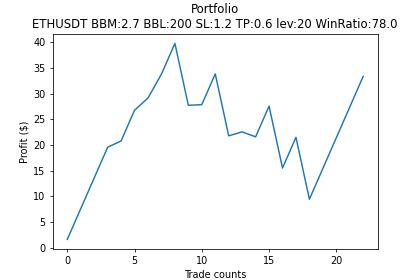 Portfolio
ETHUSDT BBM:2.7 BBL:200 SL:1.2 TP:0.6 lev:20 WinRatio:78.0
Profit ($)
40
35
30
25
20
15
10
5
0
0 5 10 15 20
Trade counts